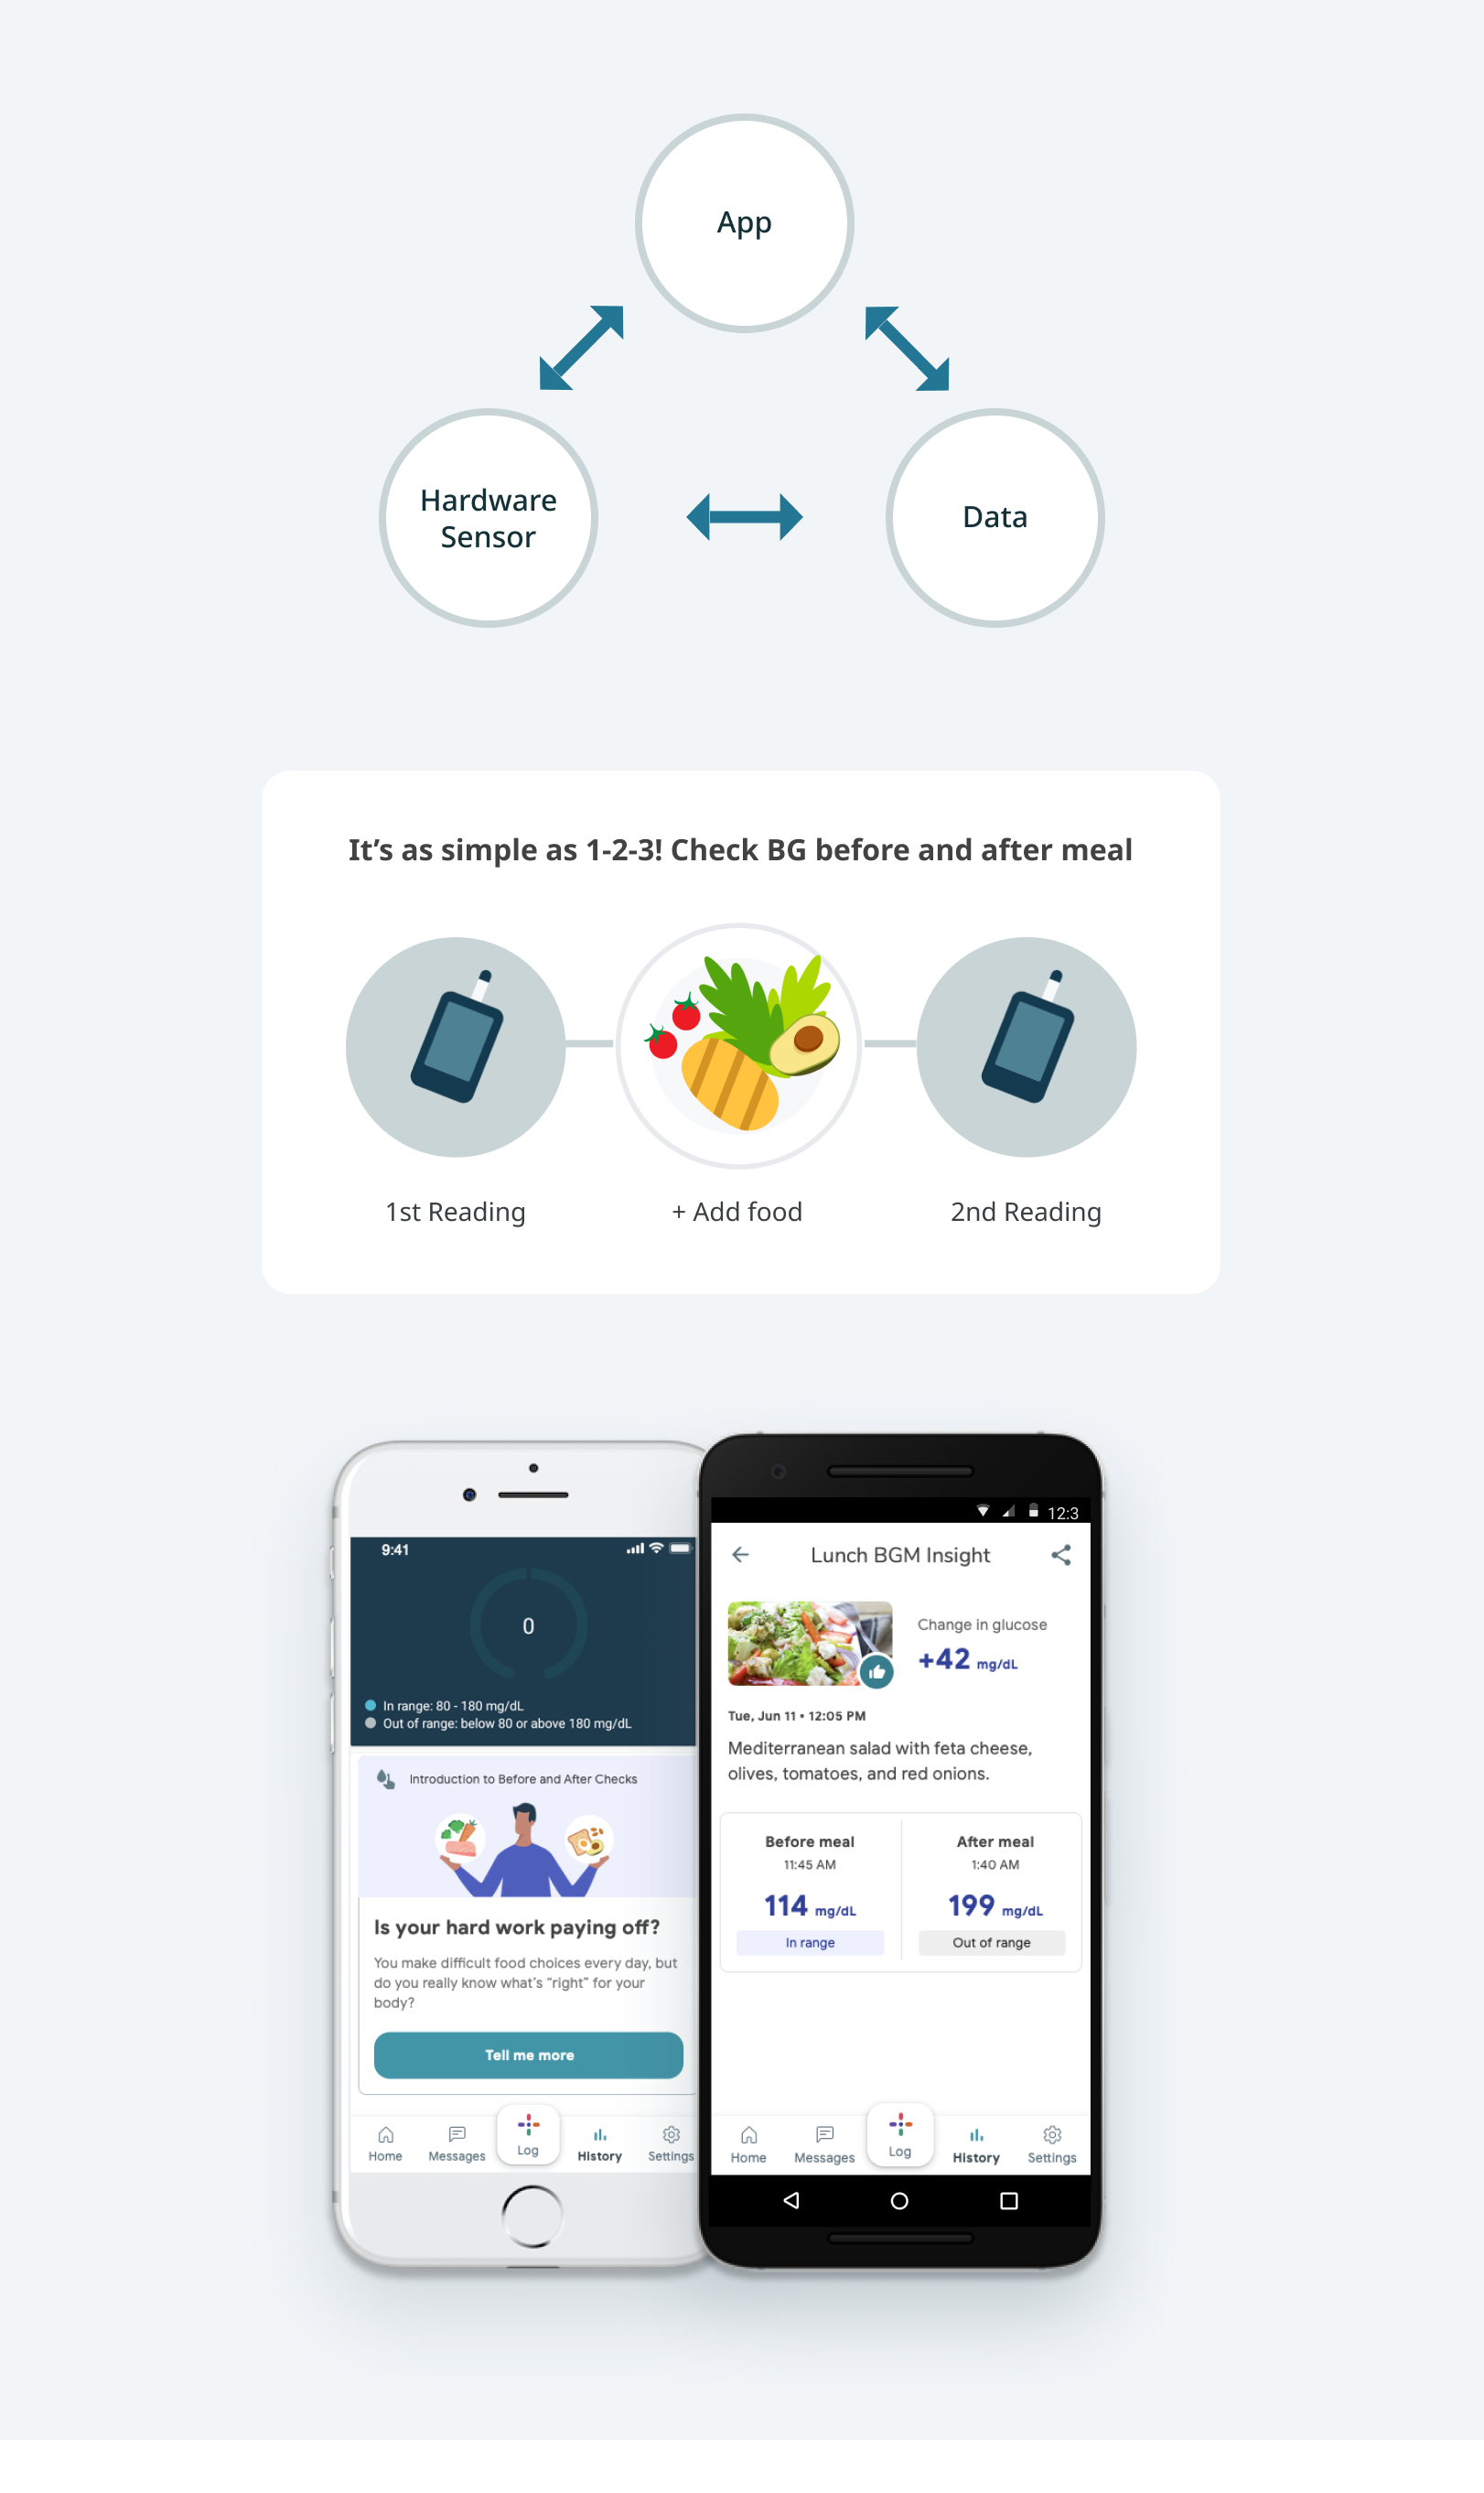 App
Hardware
Sensor
Data
It’s as simple as 1-2-3! Check BG before and after meal
1st Reading
+ Add food
2nd Reading
9:41
0
In range: 80 - 180 mg/dL
Out of range: below 80 or above 180 mg/dL
Introduction to Before and After Checks
Is your hard work paying off?
You make difficult food choices every day, but
do you really know what’s “right” for your
body?
Tell me more
Home
Messages
Log
History
Settings
12:3
Lunch BGM Insight
Change in glucose
+42 mg/dL
Tue, Jun 11 • 12:05 PM
Mediterranean salad with feta cheese,
olives, tomatoes, and red onions.
Before meal
11:45 AM
114 mg/dL
In range
After meal
1:40 AM
199 mg/dL
Out of range
Home
Messages
Log
History
Settings